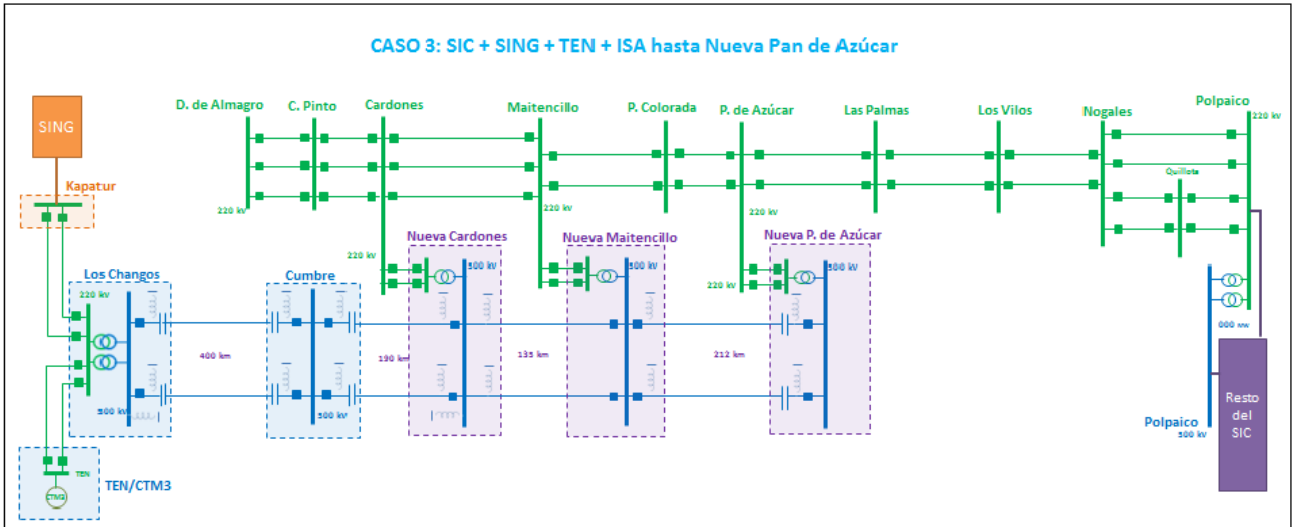 CASO 3: SIC + SING + TEN + ISA hasta Nueva Pan de Azúcar
SING
Kapatur
D. de Almagro
C. Pinto
Cardones
Maitencillo
P. Colorada
P. de Azúcar
Las Palmas
Los Vilos
Nogales
Polpaico
220 kV
Quillota
220 kV
220 kV
220 kV
220 kV
Nueva Cardones
Nueva Maitencillo
Nueva P. de Azúcar
500 kV
500 kV
500 kV
220 kV
Los Changos
Cumbre
220 kV
400 km
190 km
135 km
212 km
500 kV
500 kV
000 MW
Resto
del
SIC
Polpaico
500 kV
TEN
CTM3
TEN/CTM3